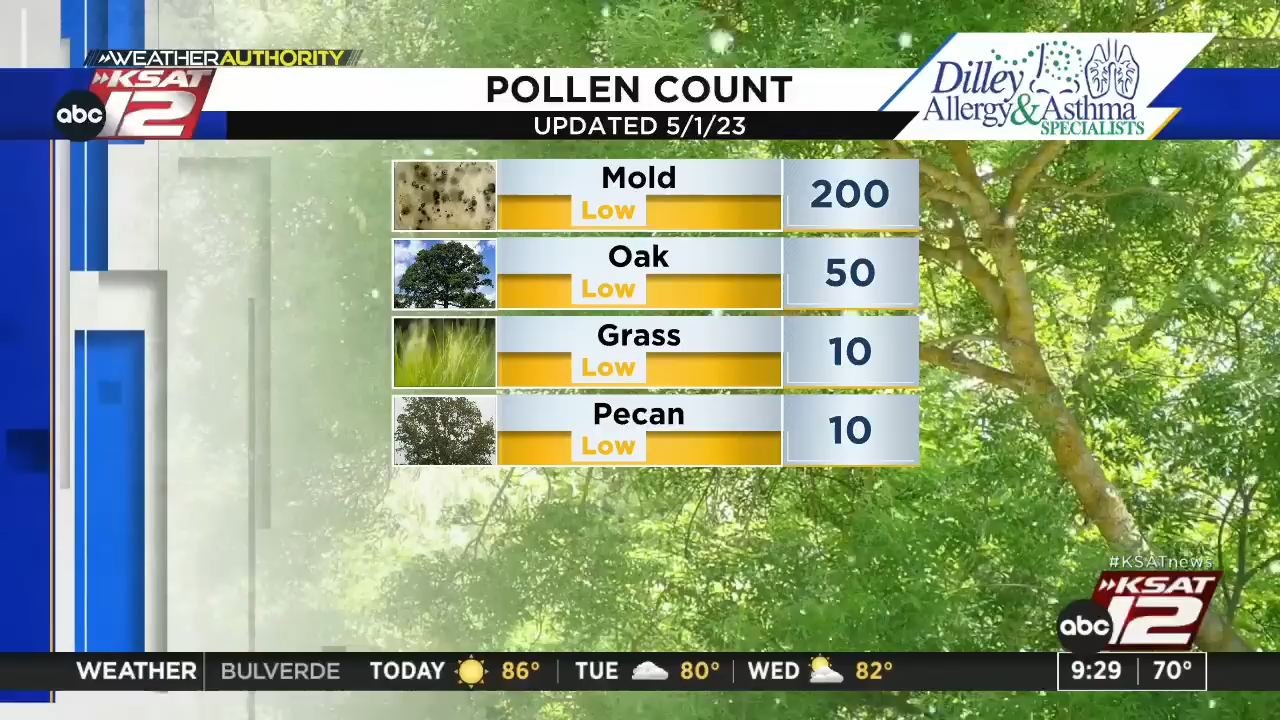 WEATHERAUTHORITY
KSAT
abc 12
POLLEN COUNT
UPDATED 5/1/23
Dilley
Allergy&Asthma
SPECIALISTS
Mold
Low
200
Oak
Low
50
Grass
Low
10
Pecan
Low
10
#KSATnews
KSAT
abc 12
WEATHER BULVERDE TODAY 86° TUE 80° WED 82° 9:29 70°